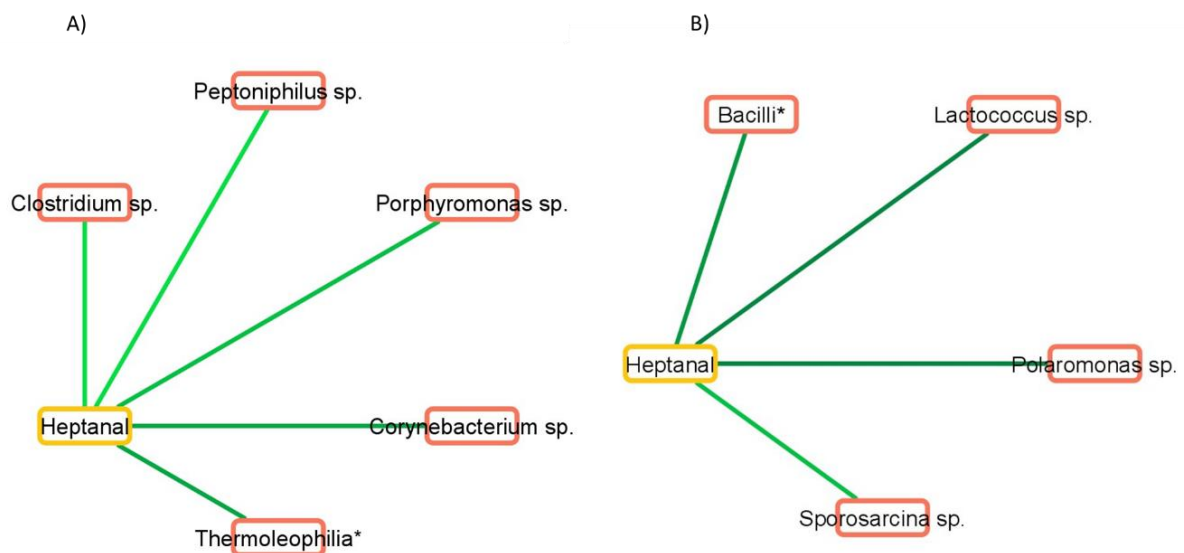 A)
Peptoniphilus sp.
Clostridium sp.
Porphyromonas sp.
Heptanal
Corynebacterium sp.
Thermoleophilia*
B)
Bacilli*
Lactococcus sp.
Heptanal
Polaromonas sp.
Sporosarcina sp.